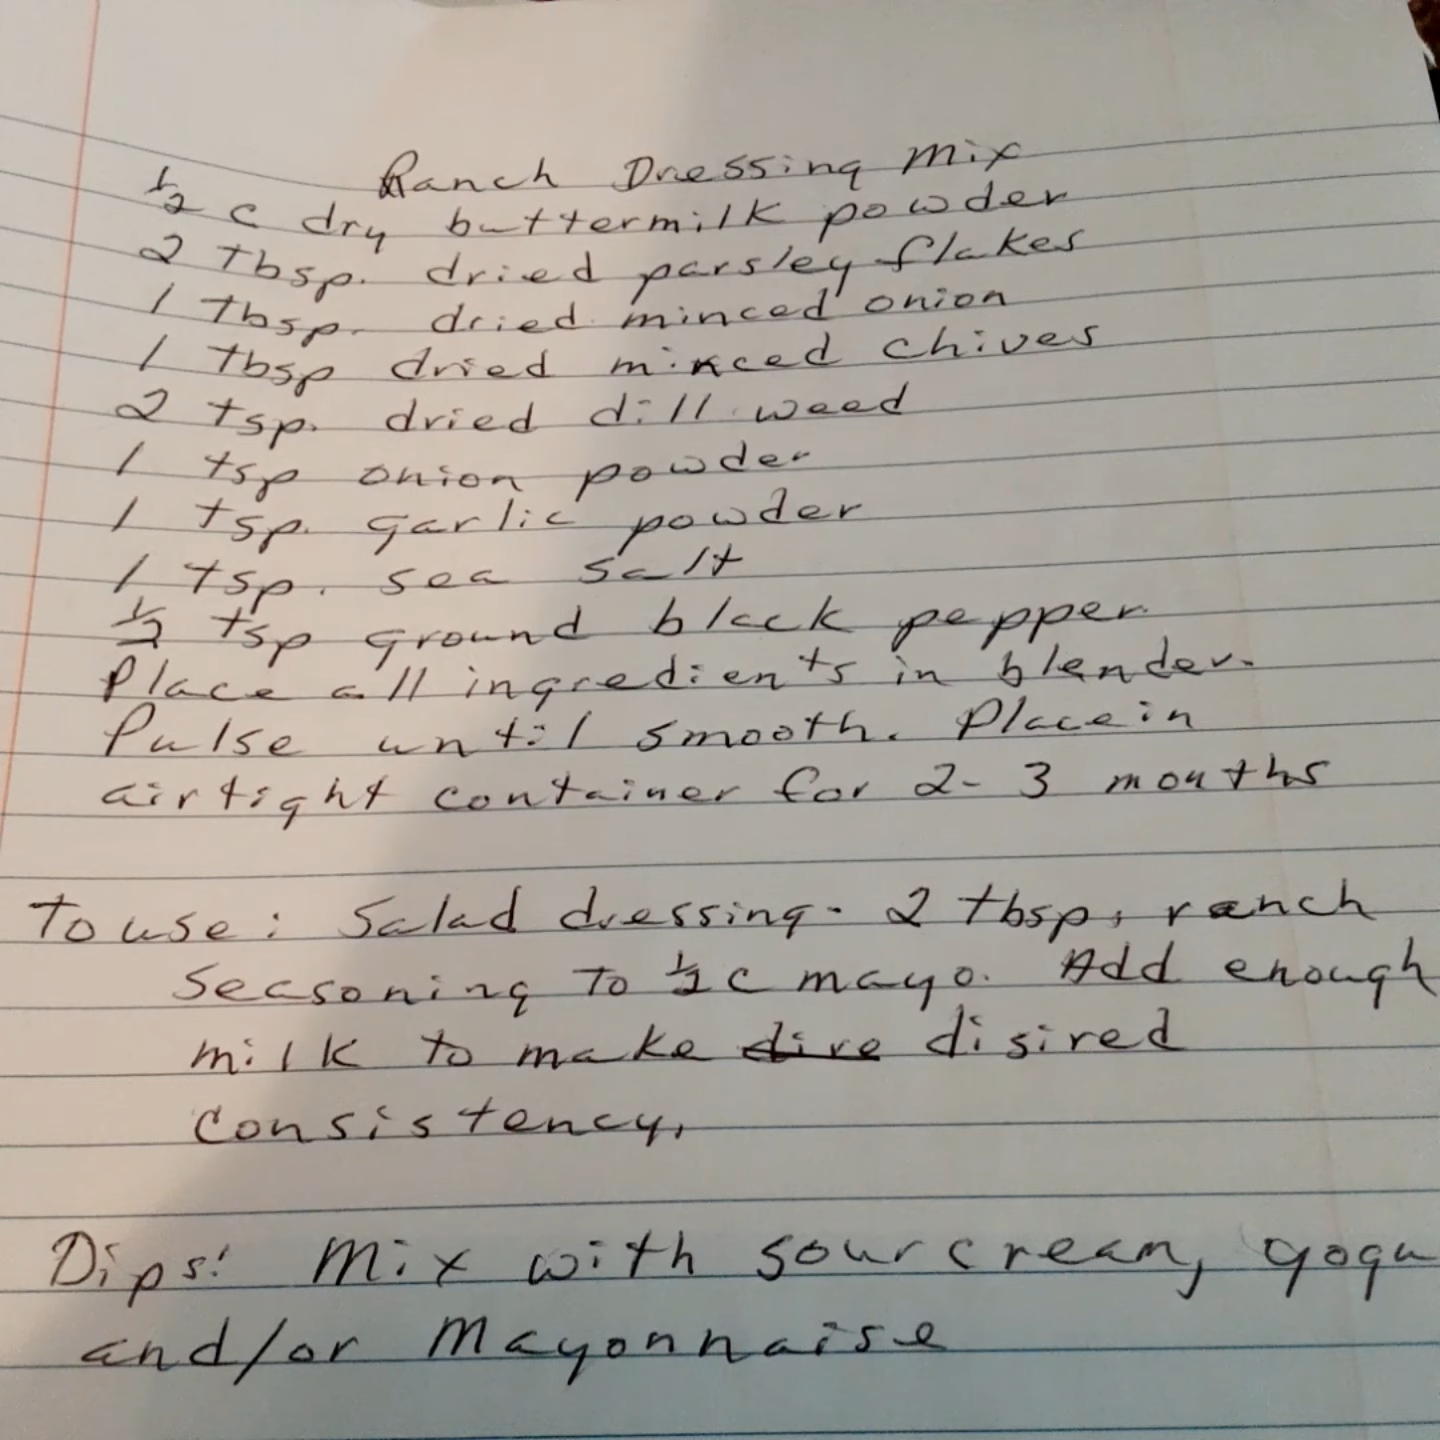 Ranch Dressing Mix
½ c dry buttermilk powder
2 tbsp. dried parsley flakes
1 Tbsp. dried minced onion
1 Tbsp dried minced chives
2 tsp. dried dill weed
1 tsp onion powder
1 tsp. garlic powder
1 tsp. sea salt
½ tsp ground black pepper.
Place all ingredients in blender.
Pulse until smooth. Place in
airtight container for 2-3 months
To use: Salad dressing - 2 tbsp. ranch
seasoning to ½ c mayo. Add enough
milk to make disired
consistency.
Dips: Mix with sour cream, yogu
and/or Mayonnaise